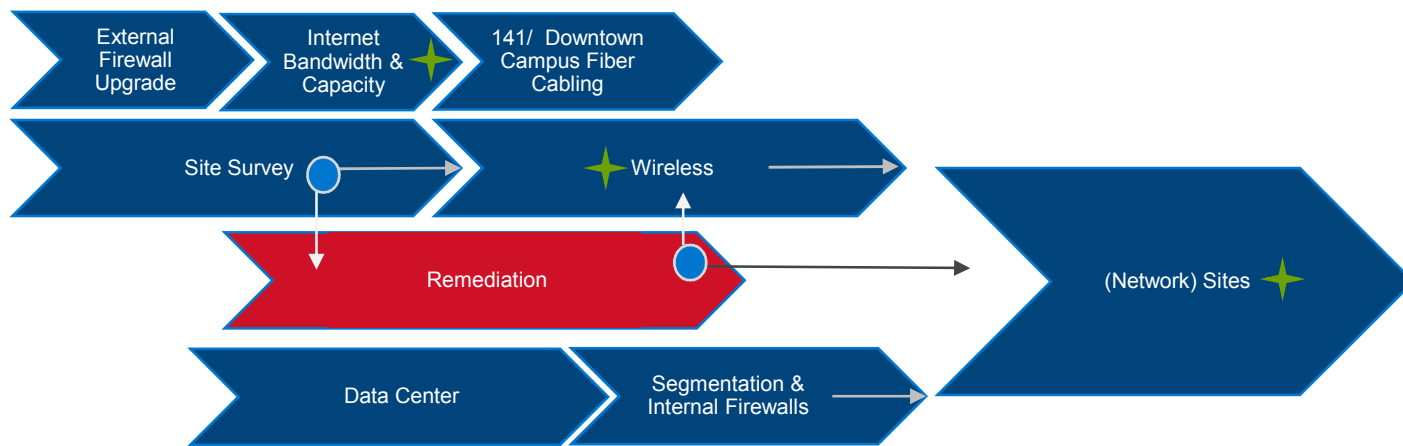 External
Firewall
Upgrade
Internet
Bandwidth &
Capacity
141/ Downtown
Campus Fiber
Cabling
Site Survey
Wireless
Remediation
(Network) Sites
Data Center
Segmentation &
Internal Firewalls